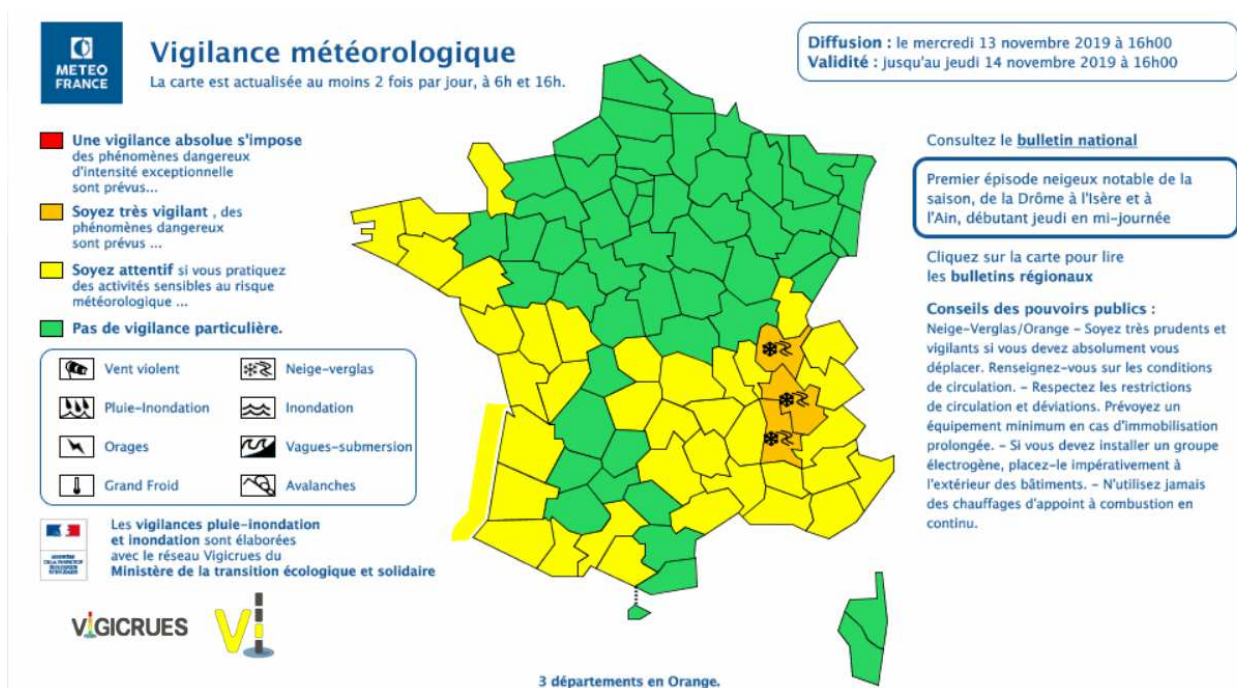 METEO
FRANCE
Vigilance météorologique
La carte est actualisée au moins 2 fois par jour, à 6h et 16h.
Diffusion : le mercredi 13 novembre 2019 à 16h00
Validité : jusqu'au jeudi 14 novembre 2019 à 16h00
Une vigilance absolue s'impose
des phénomènes dangereux
d'intensité exceptionnelle
sont prévus...
Soyez très vigilant , des
phénomènes dangereux
sont prévus ...
Soyez attentif si vous pratiquez
des activités sensibles au risque
météorologique ...
Pas de vigilance particulière.
Vent violent
Neige-verglas
Pluie-Inondation
Inondation
Orages
Vagues-submersion
Grand Froid
Avalanches
Les vigilances pluie-inondation
et inondation sont élaborées
avec le réseau Vigicrues du
Ministère de la transition écologique et solidaire
VIGICRUES
Vi
Consultez le bulletin national
Premier épisode neigeux notable de la
saison, de la Drôme à l'Isère et à
l'Ain, débutant jeudi en mi-journée
Cliquez sur la carte pour lire
les bulletins régionaux
Conseils des pouvoirs publics :
Neige-Verglas/Orange - Soyez très prudents et
vigilants si vous devez absolument vous
déplacer. Renseignez-vous sur les conditions
de circulation. - Respectez les restrictions
de circulation et déviations. Prévoyez un
équipement minimum en cas d'immobilisation
prolongée. - Si vous devez installer un groupe
électrogène, placez-le impérativement à
l'extérieur des bâtiments. - N'utilisez jamais
des chauffages d'appoint à combustion en
continu.
3 départements en Orange.